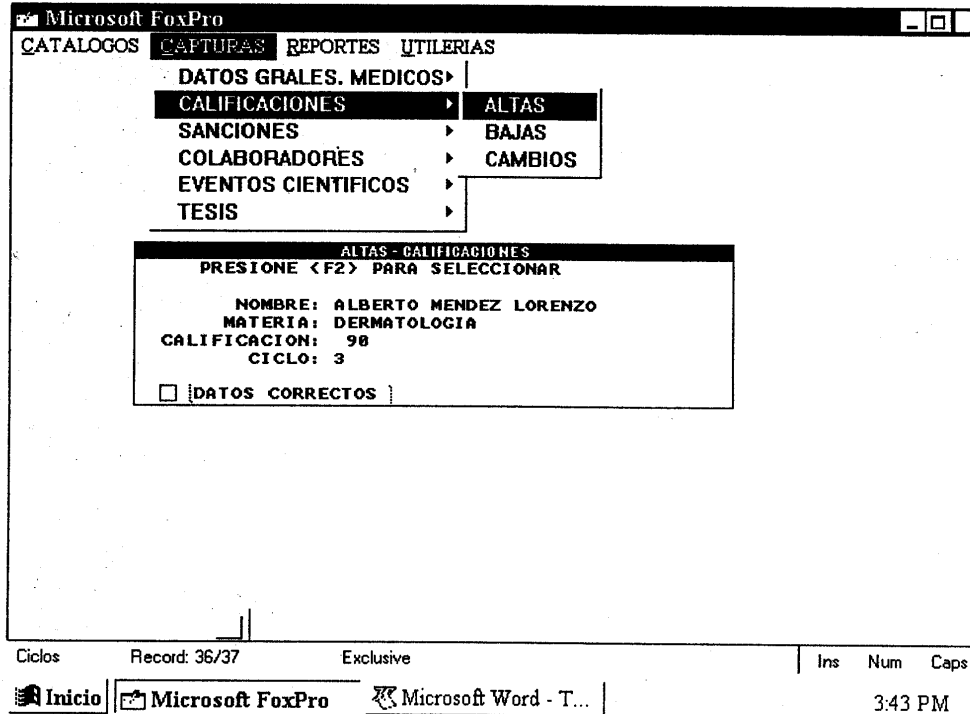 Microsoft FoxPro
CATALOGOS CAPTURAS REPORTES UTILERIAS
DATOS GRALES. MEDICOS
CALIFICACIONES
ALTAS
SANCIONES
BAJAS
COLABORADORES
CAMBIOS
EVENTOS CIENTIFICOS
TESIS
ALTAS - CALIFICACIONES
PRESIONE <F2> PARA SELECCIONAR
NOMBRE: ALBERTO MENDEZ LORENZO
MATERIA: DERMATOLOGIA
CALIFICACION: 90
CICLO: 3
DATOS CORRECTOS
Ciclos Record: 36/37 Exclusive Ins Num Caps
Inicio Microsoft FoxPro Microsoft Word - T... 3:43 PM